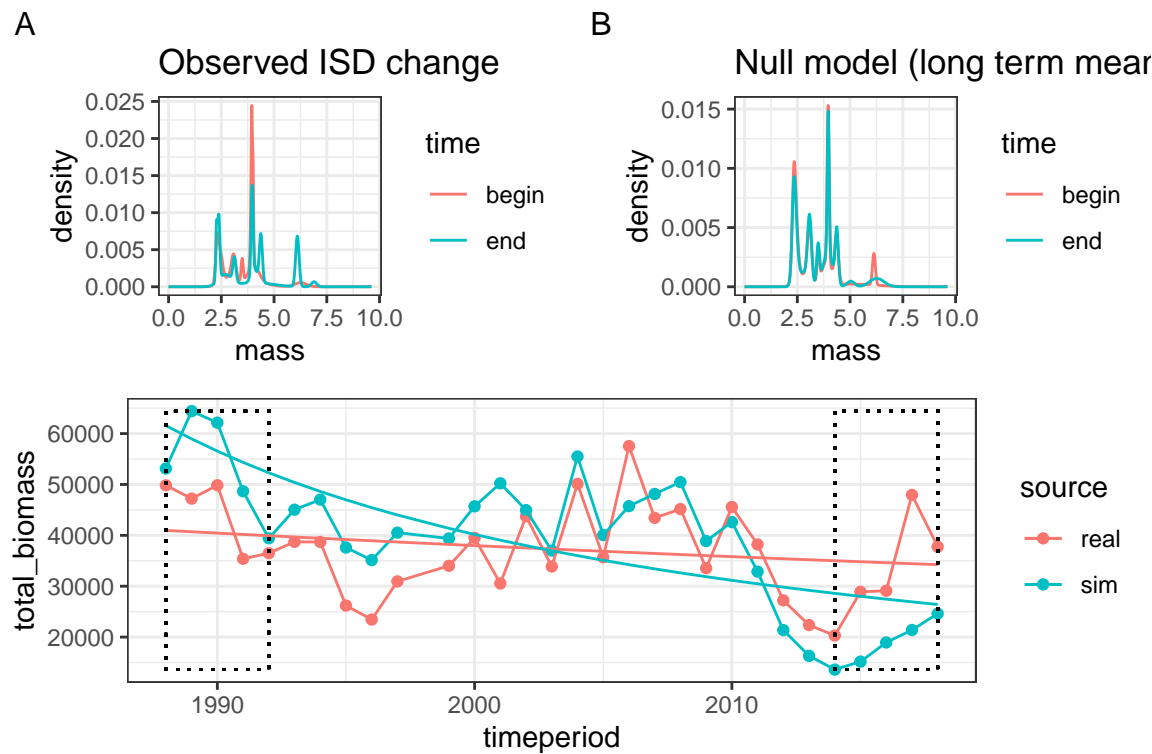 A
Observed ISD change
0.025
0.020
0.015
0.010
0.005
0.000
density
0.0 2.5 5.0 7.5 10.0
mass
time
begin
end
B
Null model (long term mear
0.015
0.010
0.005
0.000
density
0.0 2.5 5.0 7.5 10.0
mass
time
begin
end
60000
50000
40000
30000
20000
total_biomass
1990 2000 2010
timeperiod
source
real
sim